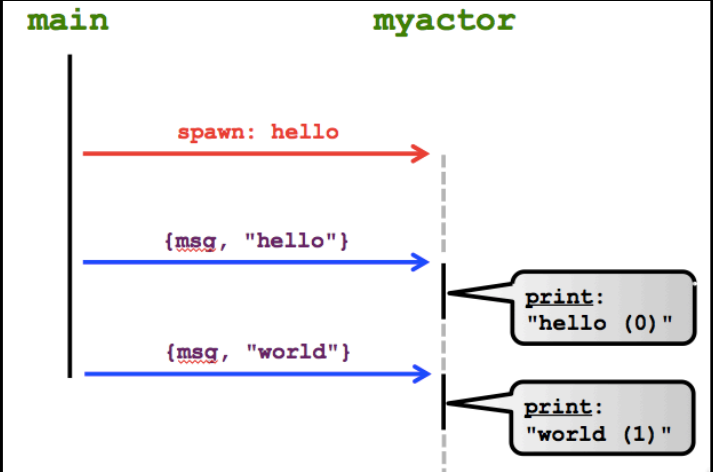 main myactor
spawn: hello
{msg, "hello"}
print:
"hello (0)"
{msg, "world"}
print:
"world (1)"